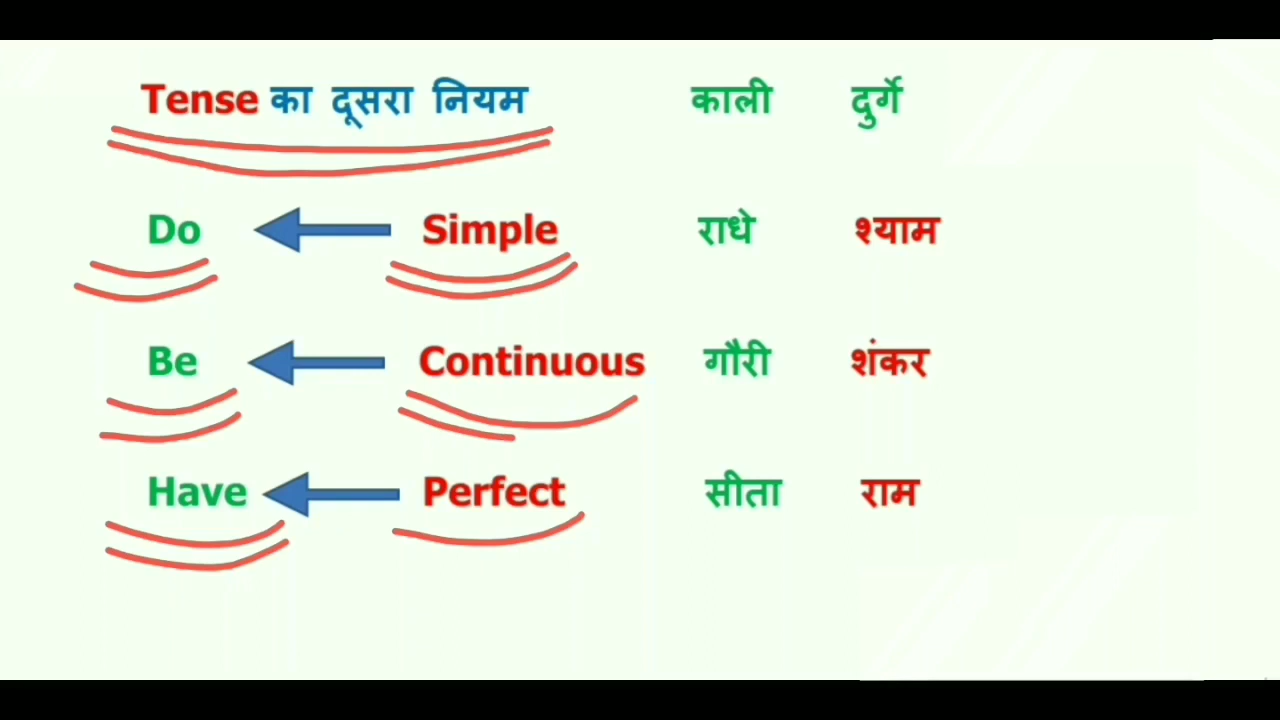 Tense का दूसरा नियम काली दुर्गे
Do Simple राधे श्याम
Be Continuous गौरी शंकर
Have Perfect सीता राम